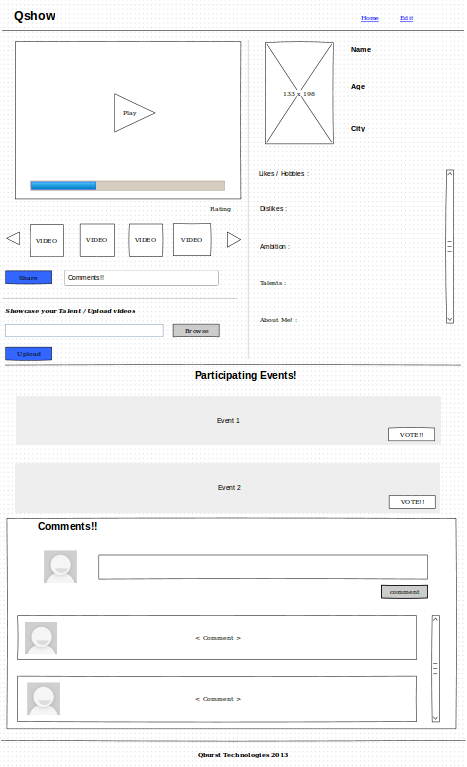 Qshow
Home Edit
Play
Rating
VIDEO VIDEO VIDEO VIDEO
Share
Comments!!
Showcase your Talent / Upload videos
Browse
Upload
133 x 198
Name
Age
City
Likes / Hobbies :
Dislikes :
Ambition :
Talents :
About Me! :
Participating Events!
Event 1
VOTE!!
Event 2
VOTE!!
Comments!!
comment
< Comment >
< Comment >
Qburst Technologies 2013